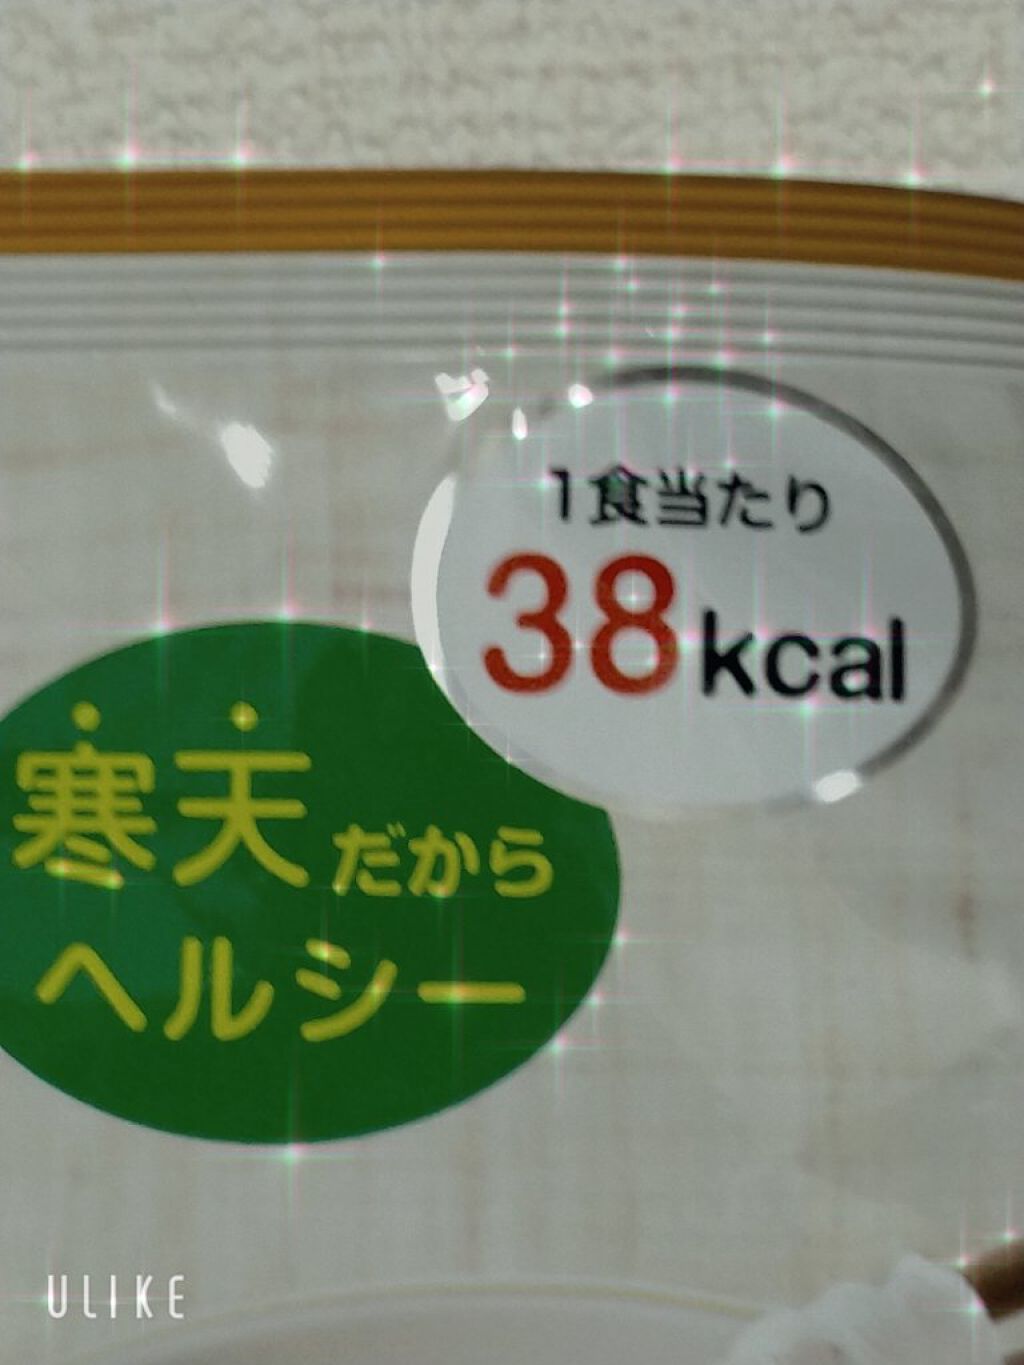 1食当たり
38kcal
寒天だから
ヘルシー
ULIKE